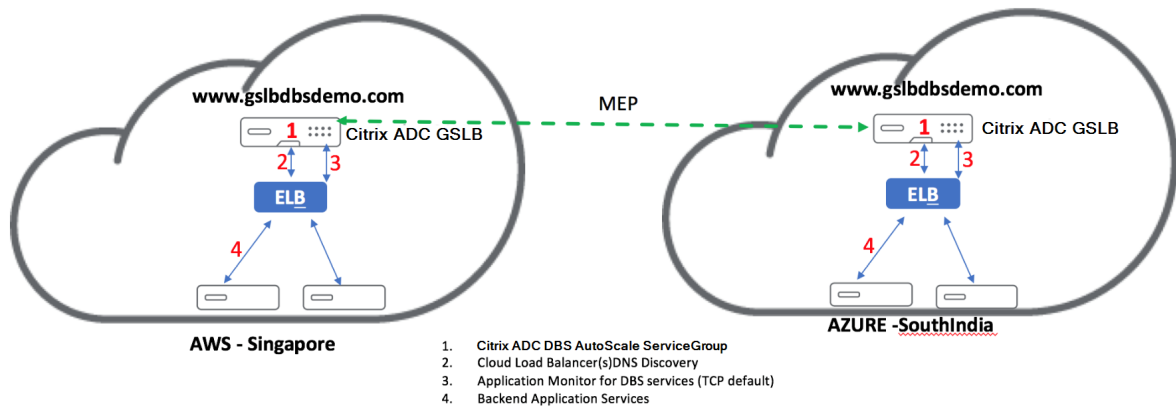 www.gslbdbsdemo.com
1
Citrix ADC GSLB
2
3
ELB
4
AWS - Singapore
MEP
www.gslbdbsdemo.com
1
Citrix ADC GSLB
2
3
ELB
4
AZURE -SouthIndia
1. Citrix ADC DBS AutoScale ServiceGroup
2. Cloud Load Balancer(s)DNS Discovery
3. Application Monitor for DBS services (TCP default)
4. Backend Application Services